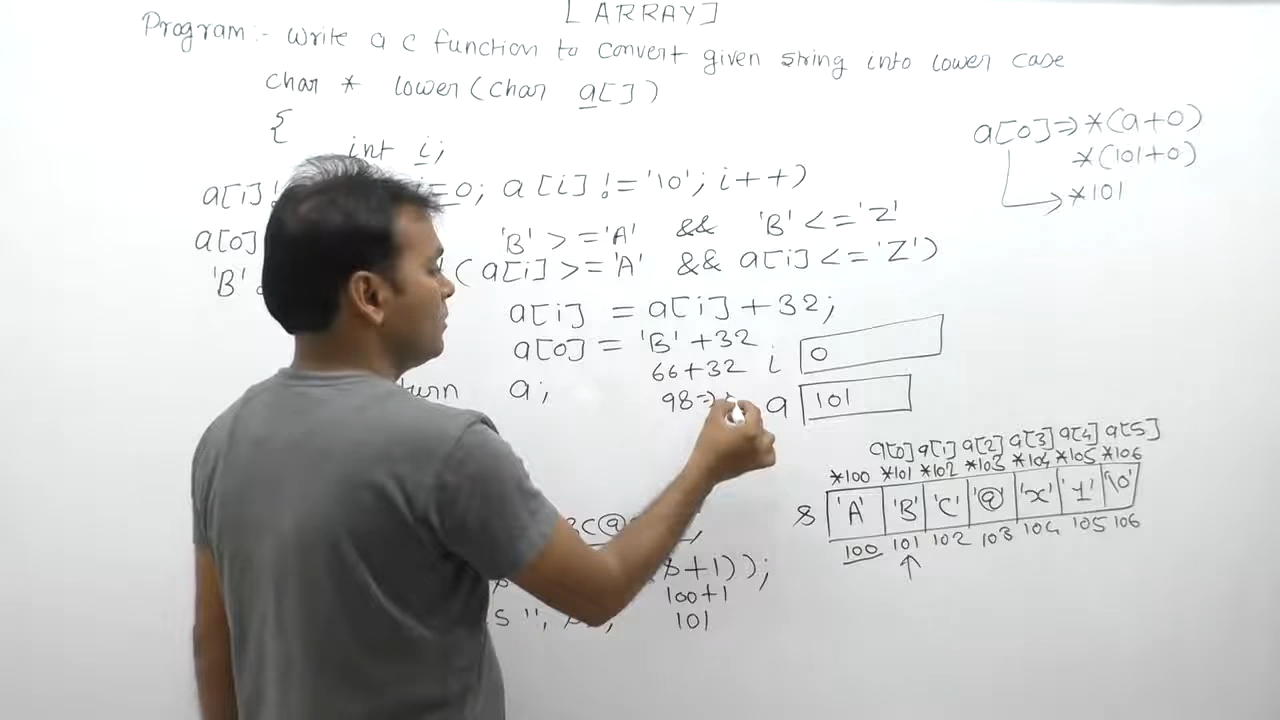 [ ARRAY]
Program:- Write a C function to convert given string into lower case
char * lower(char a[])
{
int i;
a[i] ! i=0; a[i] != '\0'; i++)
a[0] 'B' >='A' && 'B' <='Z'
'B' (a[i] >='A' && a[i] <='Z')
a[i] = a[i] + 32;
a[0] = 'B' + 32
66+32
98=>
a;
i 0
a 101
a[0]=> *(a+0)
*(101+0)
*101
a[0] a[1] a[2] a[3] a[4] a[5]
*100 *101 *102 *103 *104 *105 *106
s 'A' 'B' 'C' '@' 'x' '1' '\0'
100 101 102 103 104 105 106
BC@
s+1));
100+1
s";
101